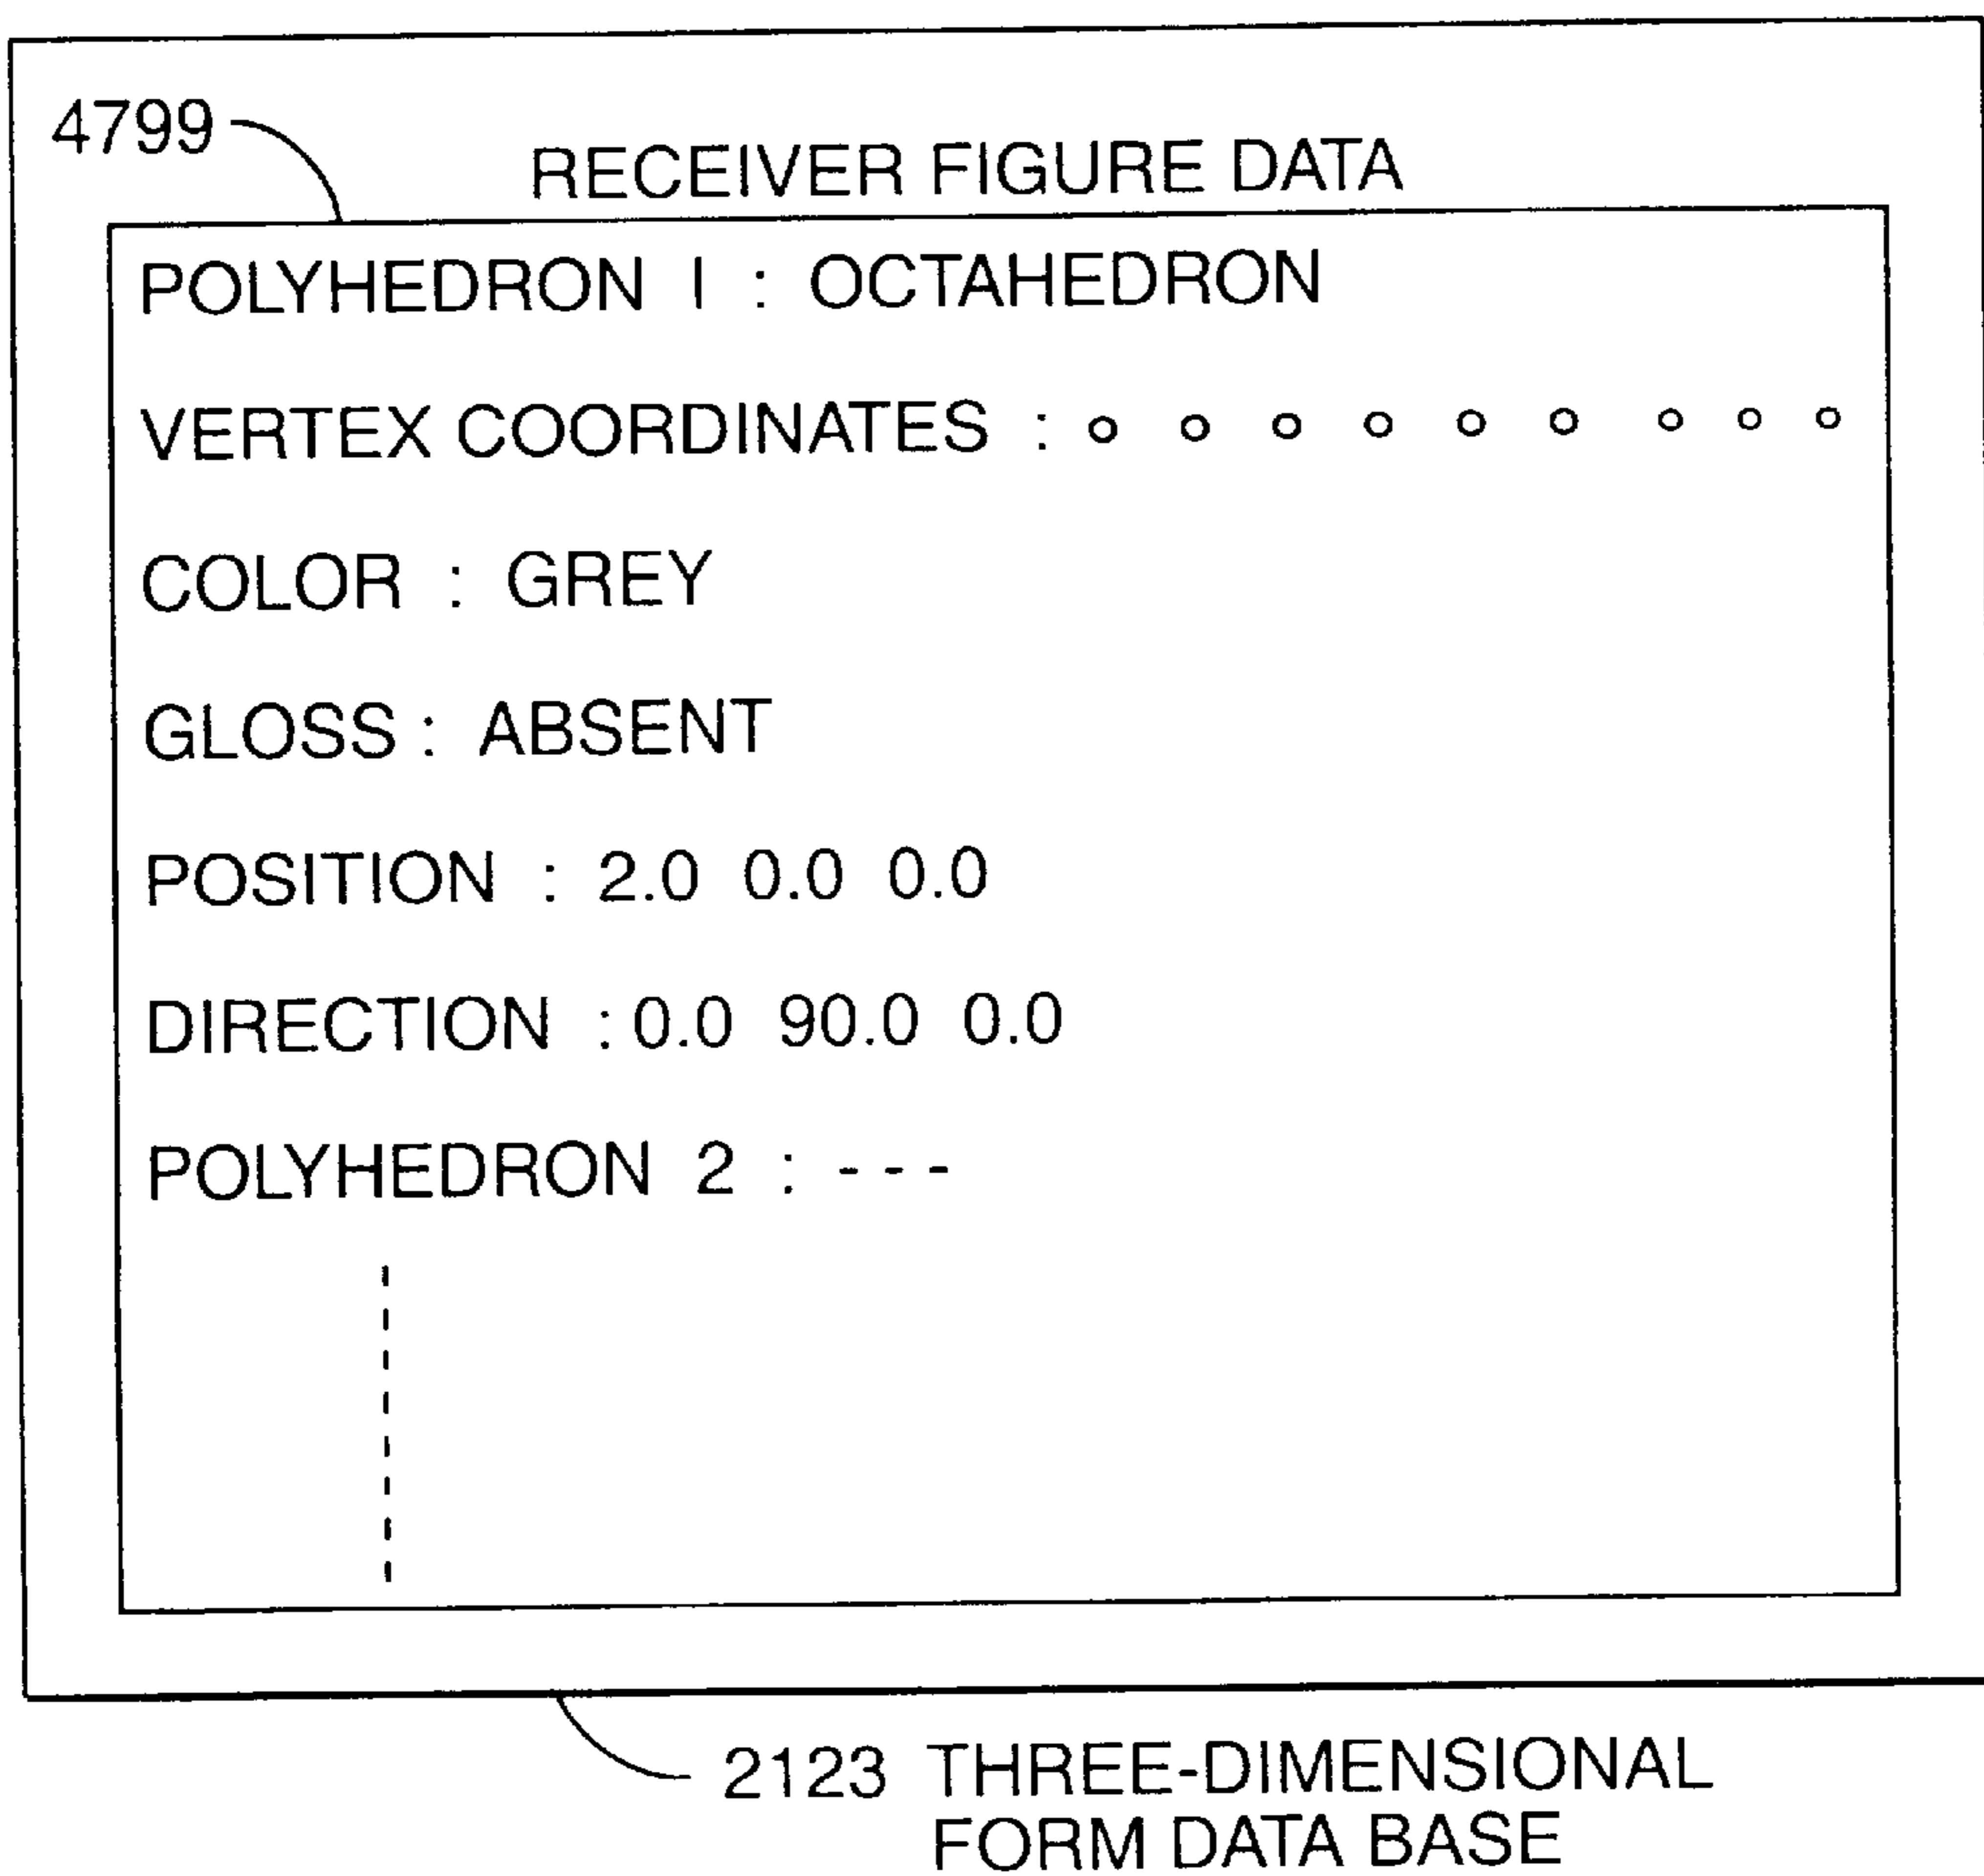 4799
RECEIVER FIGURE DATA
POLYHEDRON I : OCTAHEDRON
VERTEX COORDINATES : o o o o o o o o o
COLOR : GREY
GLOSS : ABSENT
POSITION : 2.0 0.0 0.0
DIRECTION : 0.0 90.0 0.0
POLYHEDRON 2 : - - -
2123 THREE-DIMENSIONAL
FORM DATA BASE